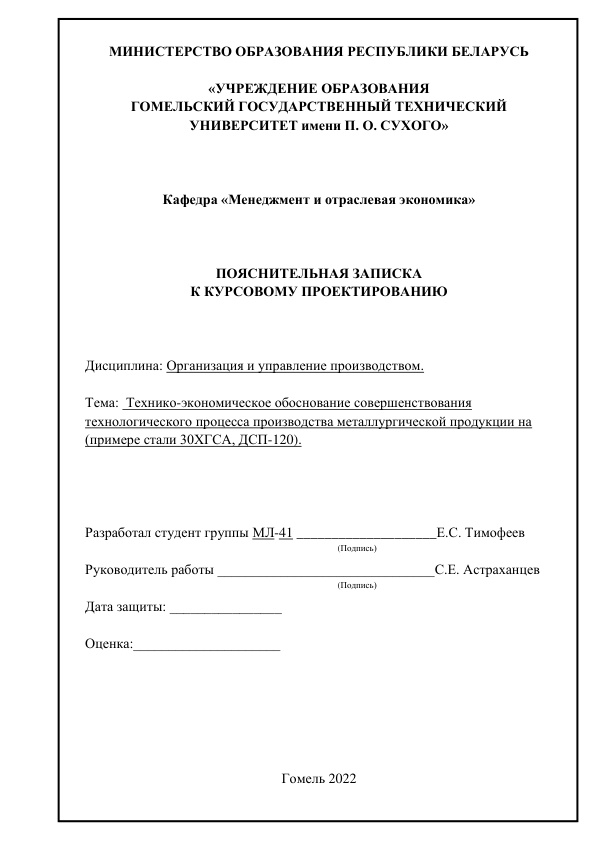 МИНИСТЕРСТВО ОБРАЗОВАНИЯ РЕСПУБЛИКИ БЕЛАРУСЬ
«УЧРЕЖДЕНИЕ ОБРАЗОВАНИЯ
ГОМЕЛЬСКИЙ ГОСУДАРСТВЕННЫЙ ТЕХНИЧЕСКИЙ
УНИВЕРСИТЕТ имени П. О. СУХОГО»
Кафедра «Менеджмент и отраслевая экономика»
ПОЯСНИТЕЛЬНАЯ ЗАПИСКА
К КУРСОВОМУ ПРОЕКТИРОВАНИЮ
Дисциплина: Организация и управление производством.
Тема: Технико-экономическое обоснование совершенствования
технологического процесса производства металлургической продукции на
(примере стали 30ХГСА, ДСП-120).
Разработал студент группы МЛ-41 ____________________Е.С. Тимофеев
(Подпись)
Руководитель работы _______________________________С.Е. Астраханцев
(Подпись)
Дата защиты: ________________
Оценка:_____________________
Гомель 2022